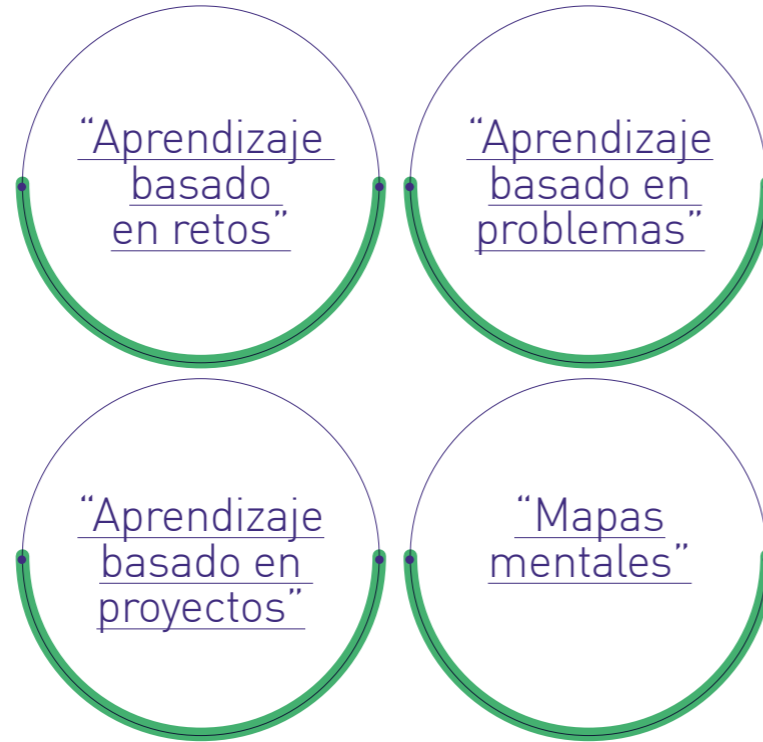 “Aprendizaje
basado
en retos”
“Aprendizaje
basado en
problemas”
“Aprendizaje
basado en
proyectos”
“Mapas
mentales”